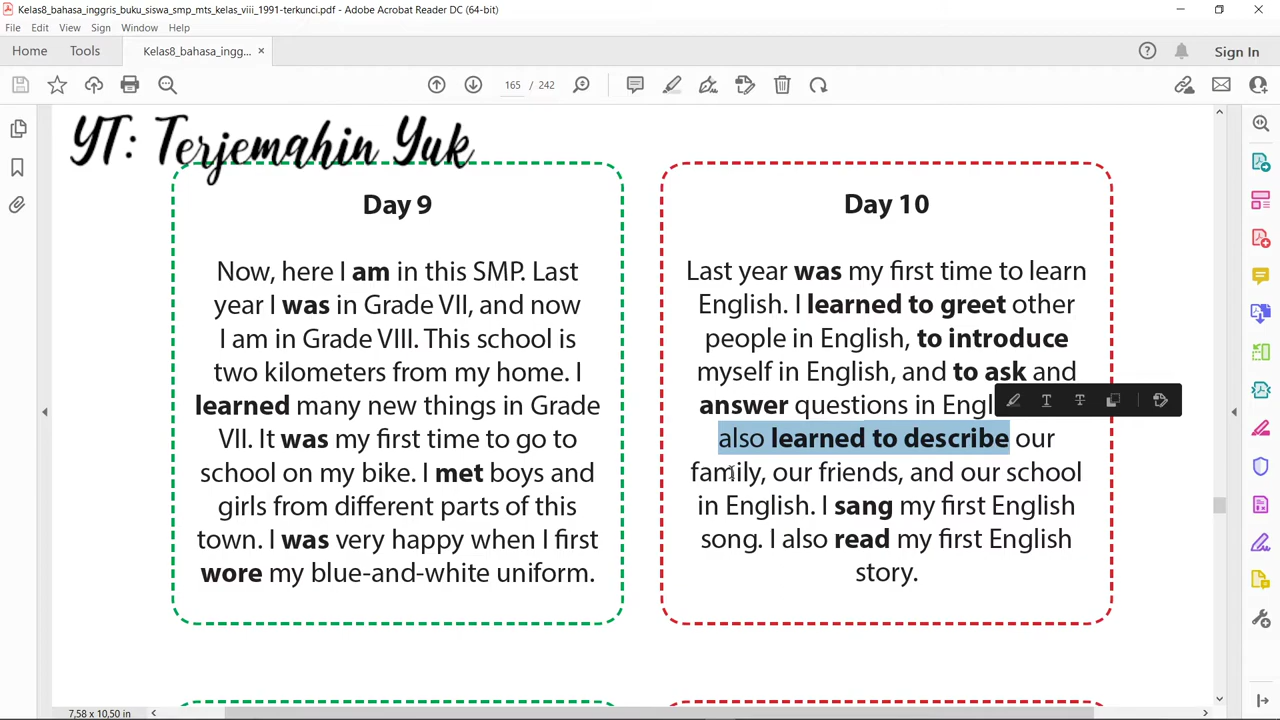 Kelas8_bahasa_inggris_buku_siswa_smp_mts_kelas_viii_1991-terkunci.pdf - Adobe Acrobat Reader DC (64-bit)
File Edit View Sign Window Help
Home Tools Kelas8_bahasa_ingg... × Sign In
165 / 242
YT: Terjemahin Yuk
Day 9
Now, here I am in this SMP. Last
year I was in Grade VII, and now
I am in Grade VIII. This school is
two kilometers from my home. I
learned many new things in Grade
VII. It was my first time to go to
school on my bike. I met boys and
girls from different parts of this
town. I was very happy when I first
wore my blue-and-white uniform.
Day 10
Last year was my first time to learn
English. I learned to greet other
people in English, to introduce
myself in English, and to ask and
answer questions in Engl
also learned to describe our
family, our friends, and our school
in English. I sang my first English
song. I also read my first English
story.
7,58 x 10,50 in